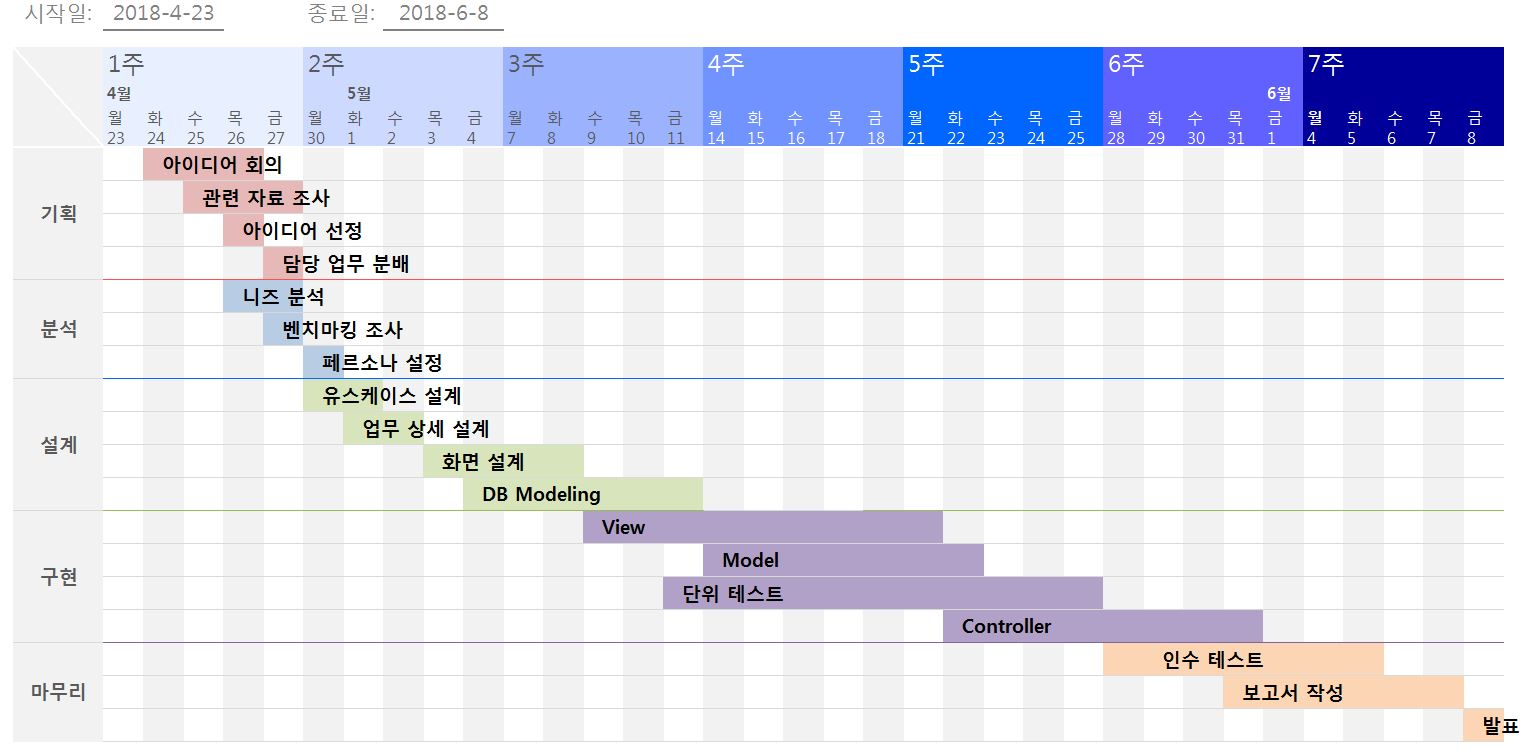 시작일: 2018-4-23 종료일: 2018-6-8
1주 2주 3주 4주 5주 6주 7주
4월 5월 6월
월 화 수 목 금 월 화 수 목 금 월 화 수 목 금 월 화 수 목 금 월 화 수 목 금 월 화 수 목 금 월 화 수 목 금
23 24 25 26 27 30 1 2 3 4 7 8 9 10 11 14 15 16 17 18 21 22 23 24 25 28 29 30 31 1 4 5 6 7 8
기획
아이디어 회의
관련 자료 조사
아이디어 선정
담당 업무 분배
분석
니즈 분석
벤치마킹 조사
페르소나 설정
설계
유스케이스 설계
업무 상세 설계
화면 설계
DB Modeling
구현
View
Model
단위 테스트
Controller
마무리
인수 테스트
보고서 작성
발표